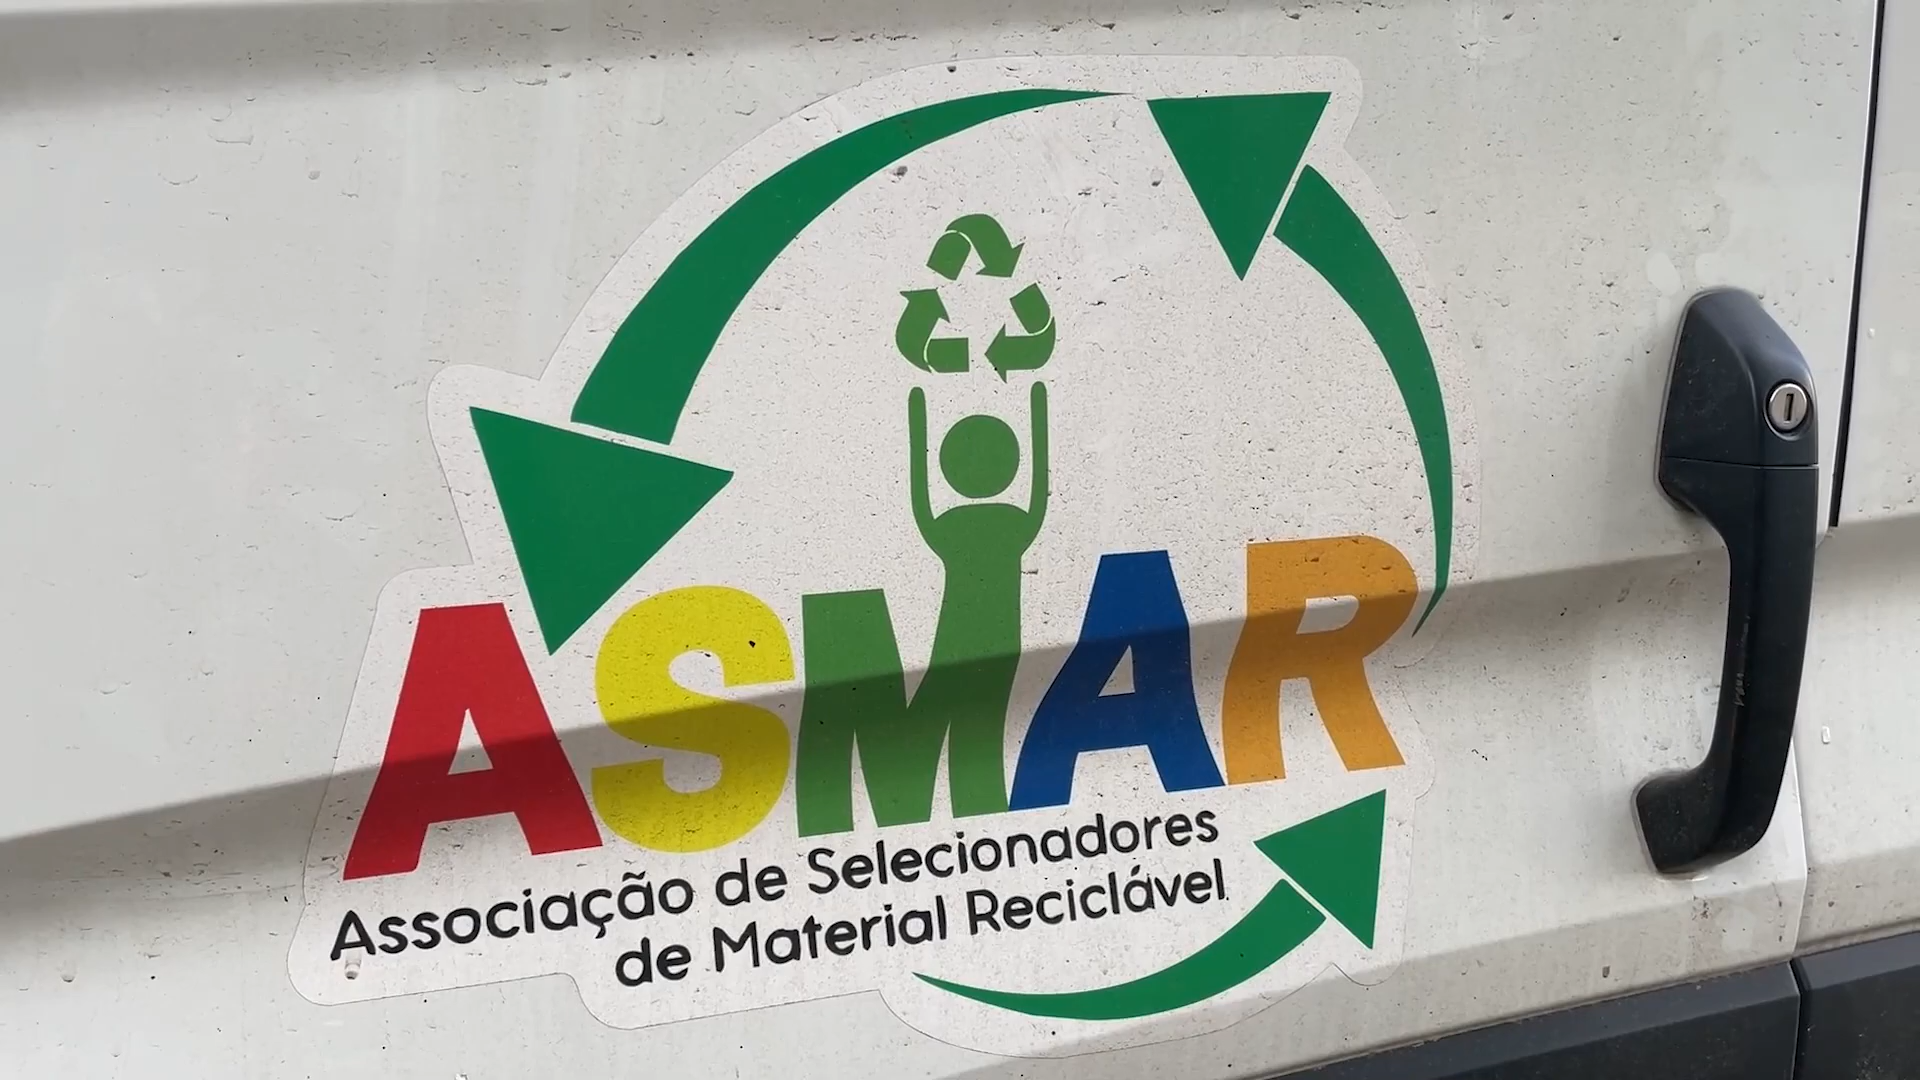 ASMAR
Associação de Selecionadores
de Material Reciclável